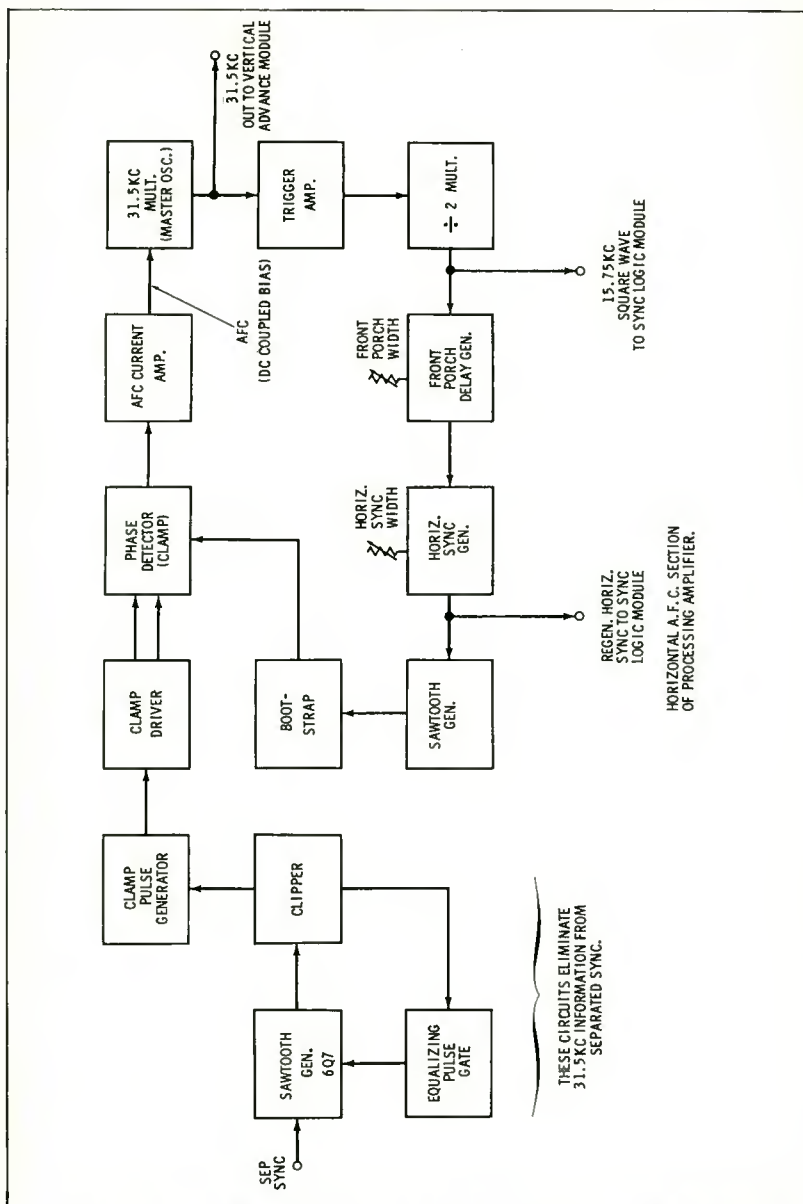 SEP
SYNC
SAWTOOTH
GEN.
6Q7
EQUALIZING
PULSE
GATE
CLIPPER
CLAMP
PULSE
GENERATOR
THESE CIRCUITS ELIMINATE
31.5KC INFORMATION FROM
SEPARATED SYNC.
CLAMP
DRIVER
PHASE
DETECTOR
(CLAMP)
AFC CURRENT
AMP.
AFC
(DC COUPLED BIAS)
31.5KC
MULT.
(MASTER OSC.)
31.5KC
OUT TO VERTICAL
ADVANCE MODULE
TRIGGER
AMP.
÷ 2 MULT.
15.75KC
SQUARE WAVE
TO SYNC LOGIC MODULE
FRONT
PORCH
WIDTH
FRONT
PORCH
DELAY GEN.
HORIZ.
SYNC
WIDTH
HORIZ.
SYNC
GEN.
REGEN. HORIZ.
SYNC TO SYNC
LOGIC MODULE
SAWTOOTH
GEN.
BOOT-
STRAP
HORIZONTAL A.F.C. SECTION
OF PROCESSING AMPLIFIER.